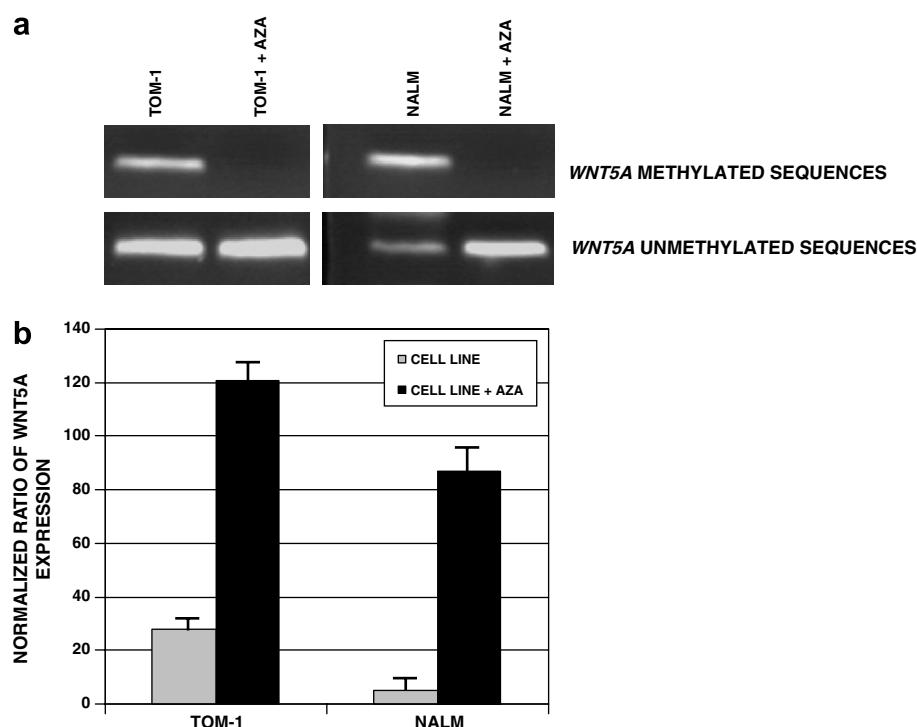 a
TOM-1
TOM-1 + AZA
NALM
NALM + AZA
WNT5A METHYLATED SEQUENCES
WNT5A UNMETHYLATED SEQUENCES
b
NORMALIZED RATIO OF WNT5A
EXPRESSION
140
120
100
80
60
40
20
0
CELL LINE
CELL LINE + AZA
TOM-1
NALM